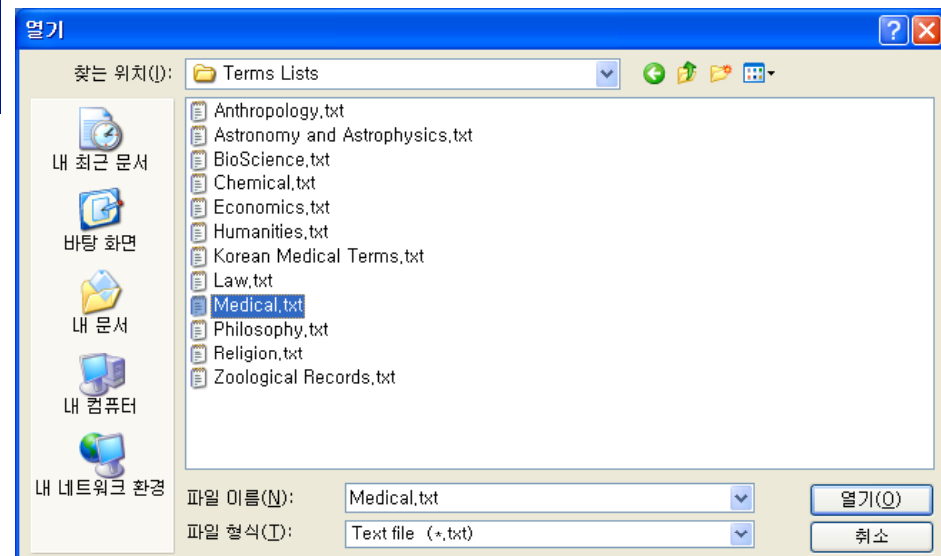 열기
찾는 위치(I):
Terms Lists
내 최근 문서
바탕 화면
내 문서
내 컴퓨터
내 네트워크 환경
Anthropology.txt
Astronomy and Astrophysics.txt
BioScience.txt
Chemical.txt
Economics.txt
Humanities.txt
Korean Medical Terms.txt
Law.txt
Medical.txt
Philosophy.txt
Religion.txt
Zoological Records.txt
파일 이름(N):
Medical.txt
열기(O)
파일 형식(T):
Text file (*.txt)
취소